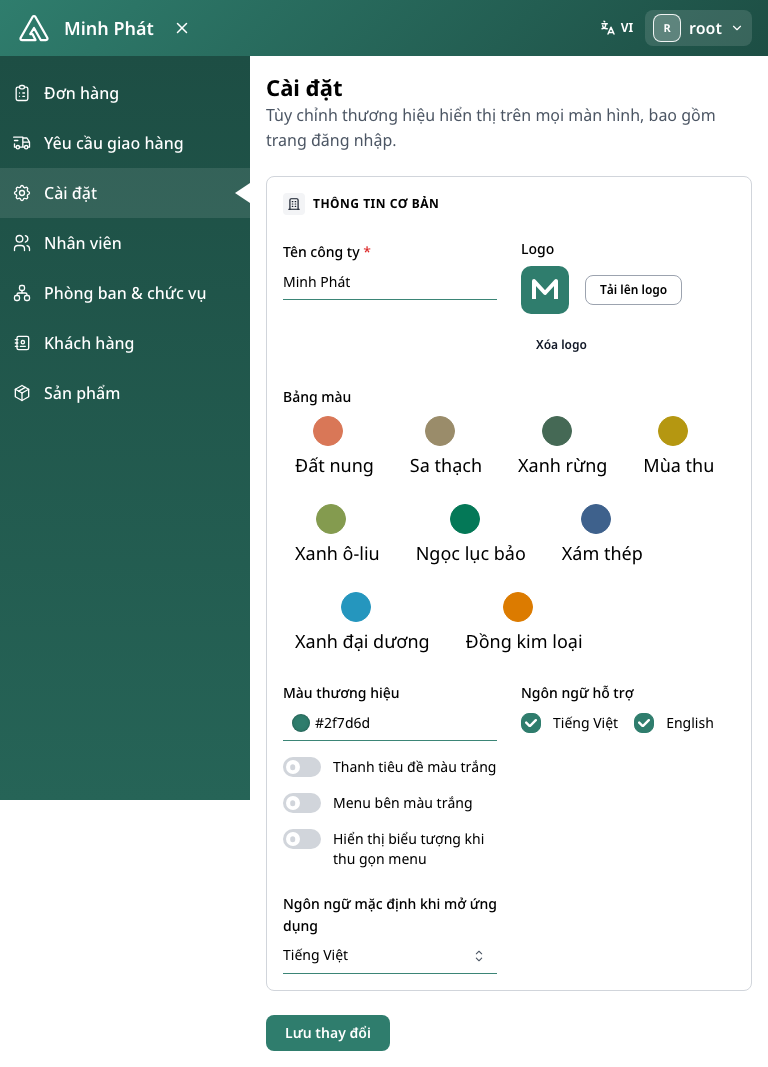 Minh Phát
VI
R
root
Đơn hàng
Yêu cầu giao hàng
Cài đặt
Nhân viên
Phòng ban & chức vụ
Khách hàng
Sản phẩm
Cài đặt
Tùy chỉnh thương hiệu hiển thị trên mọi màn hình, bao gồm
trang đăng nhập.
THÔNG TIN CƠ BẢN
Tên công ty *
Minh Phát
Logo
M
Tải lên logo
Xóa logo
Bảng màu
Đất nung
Sa thạch
Xanh rừng
Mùa thu
Xanh ô-liu
Ngọc lục bảo
Xám thép
Xanh đại dương
Đồng kim loại
Màu thương hiệu
#2f7d6d
Ngôn ngữ hỗ trợ
Tiếng Việt
English
Thanh tiêu đề màu trắng
Menu bên màu trắng
Hiển thị biểu tượng khi
thu gọn menu
Ngôn ngữ mặc định khi mở ứng
dụng
Tiếng Việt
Lưu thay đổi